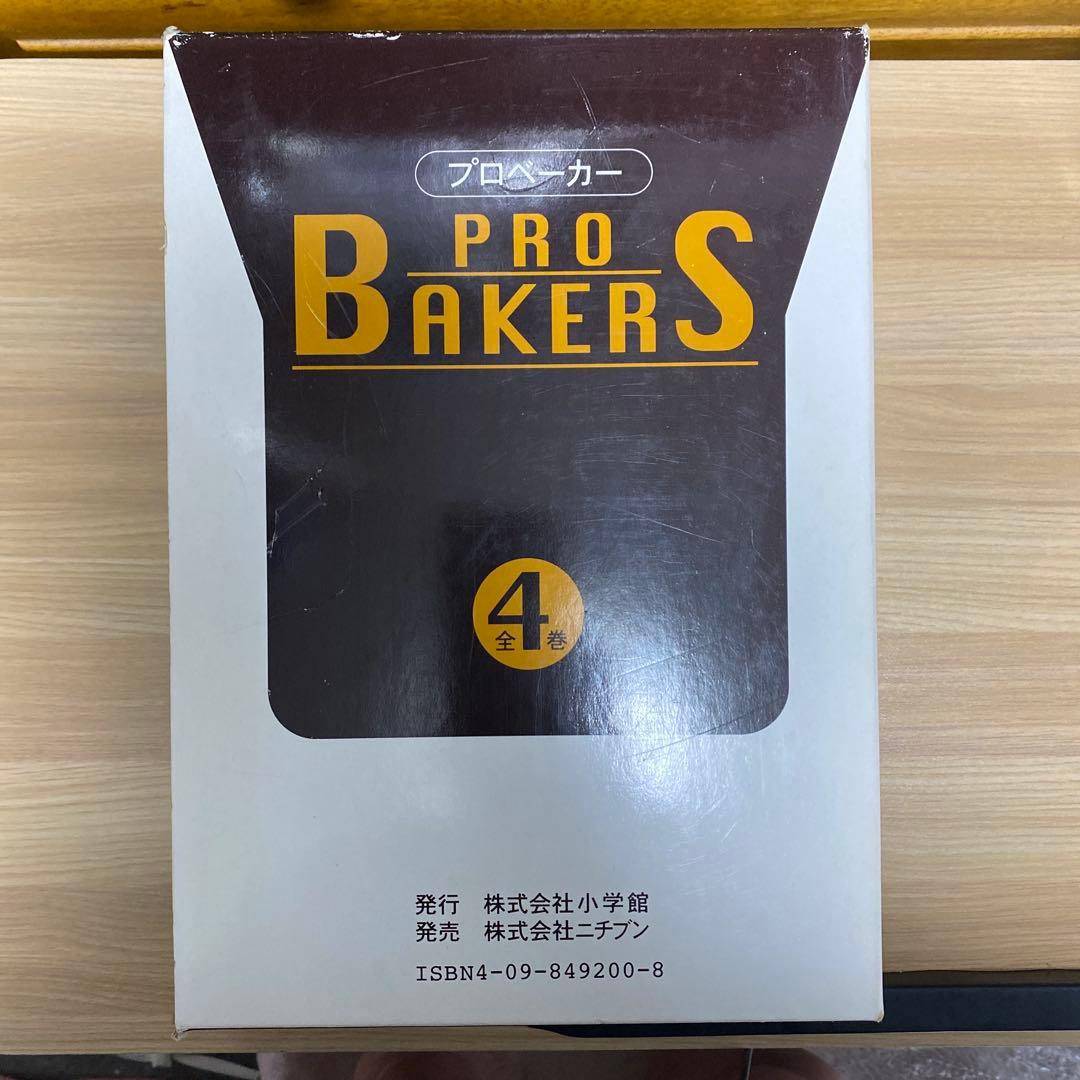 プロベーカー
PRO
BAKERS
全4巻
発行 株式会社小学館
発売 株式会社ニチブン
ISBN4-09-849200-8